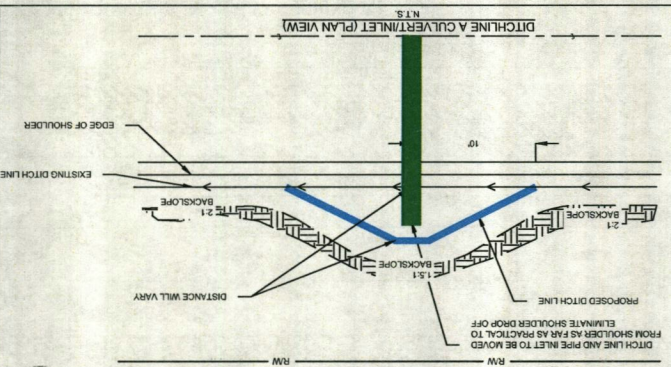 R/W
R/W
DITCH LINE AND PIPE INLET TO BE MOVED
FROM SHOULDER AS FAR AS PRACTICAL TO
ELIMINATE SHOULDER DROP OFF
PROPOSED DITCH LINE
DISTANCE WILL VARY
1.5:1
BACKSLOPE
2:1
BACKSLOPE
2:1
BACKSLOPE
EXISTING DITCH LINE
10'
EDGE OF SHOULDER
DITCHLINE A CULVERT/INLET (PLAN VIEW)
N.T.S.